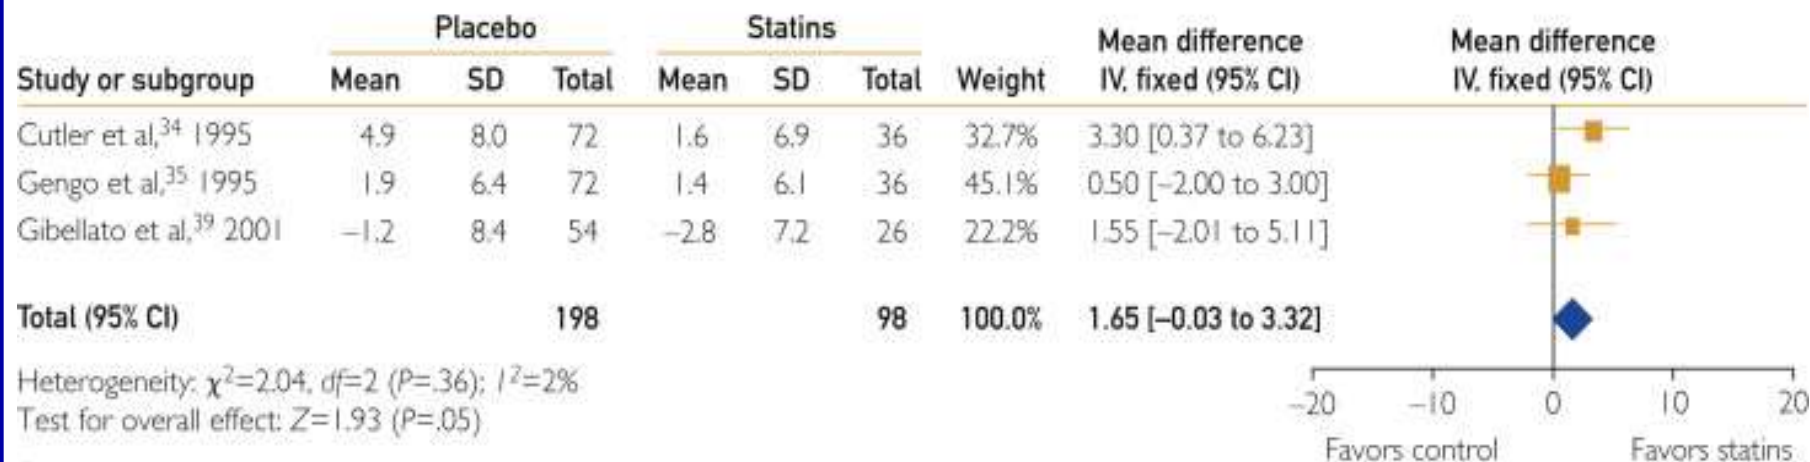 Placebo Statins Mean difference Mean difference
Study or subgroup Mean SD Total Mean SD Total Weight IV, fixed (95% CI) IV, fixed (95% CI)
Cutler et al,34 1995 4.9 8.0 72 1.6 6.9 36 32.7% 3.30 [0.37 to 6.23]
Gengo et al,35 1995 1.9 6.4 72 1.4 6.1 36 45.1% 0.50 [–2.00 to 3.00]
Gibellato et al,39 2001 –1.2 8.4 54 –2.8 7.2 26 22.2% 1.55 [–2.01 to 5.11]
Total (95% CI) 198 98 100.0% 1.65 [–0.03 to 3.32]
Heterogeneity: χ2=2.04, df=2 (P=.36); I2=2%
Test for overall effect: Z=1.93 (P=.05)
–20 –10 0 10 20
Favors control Favors statins